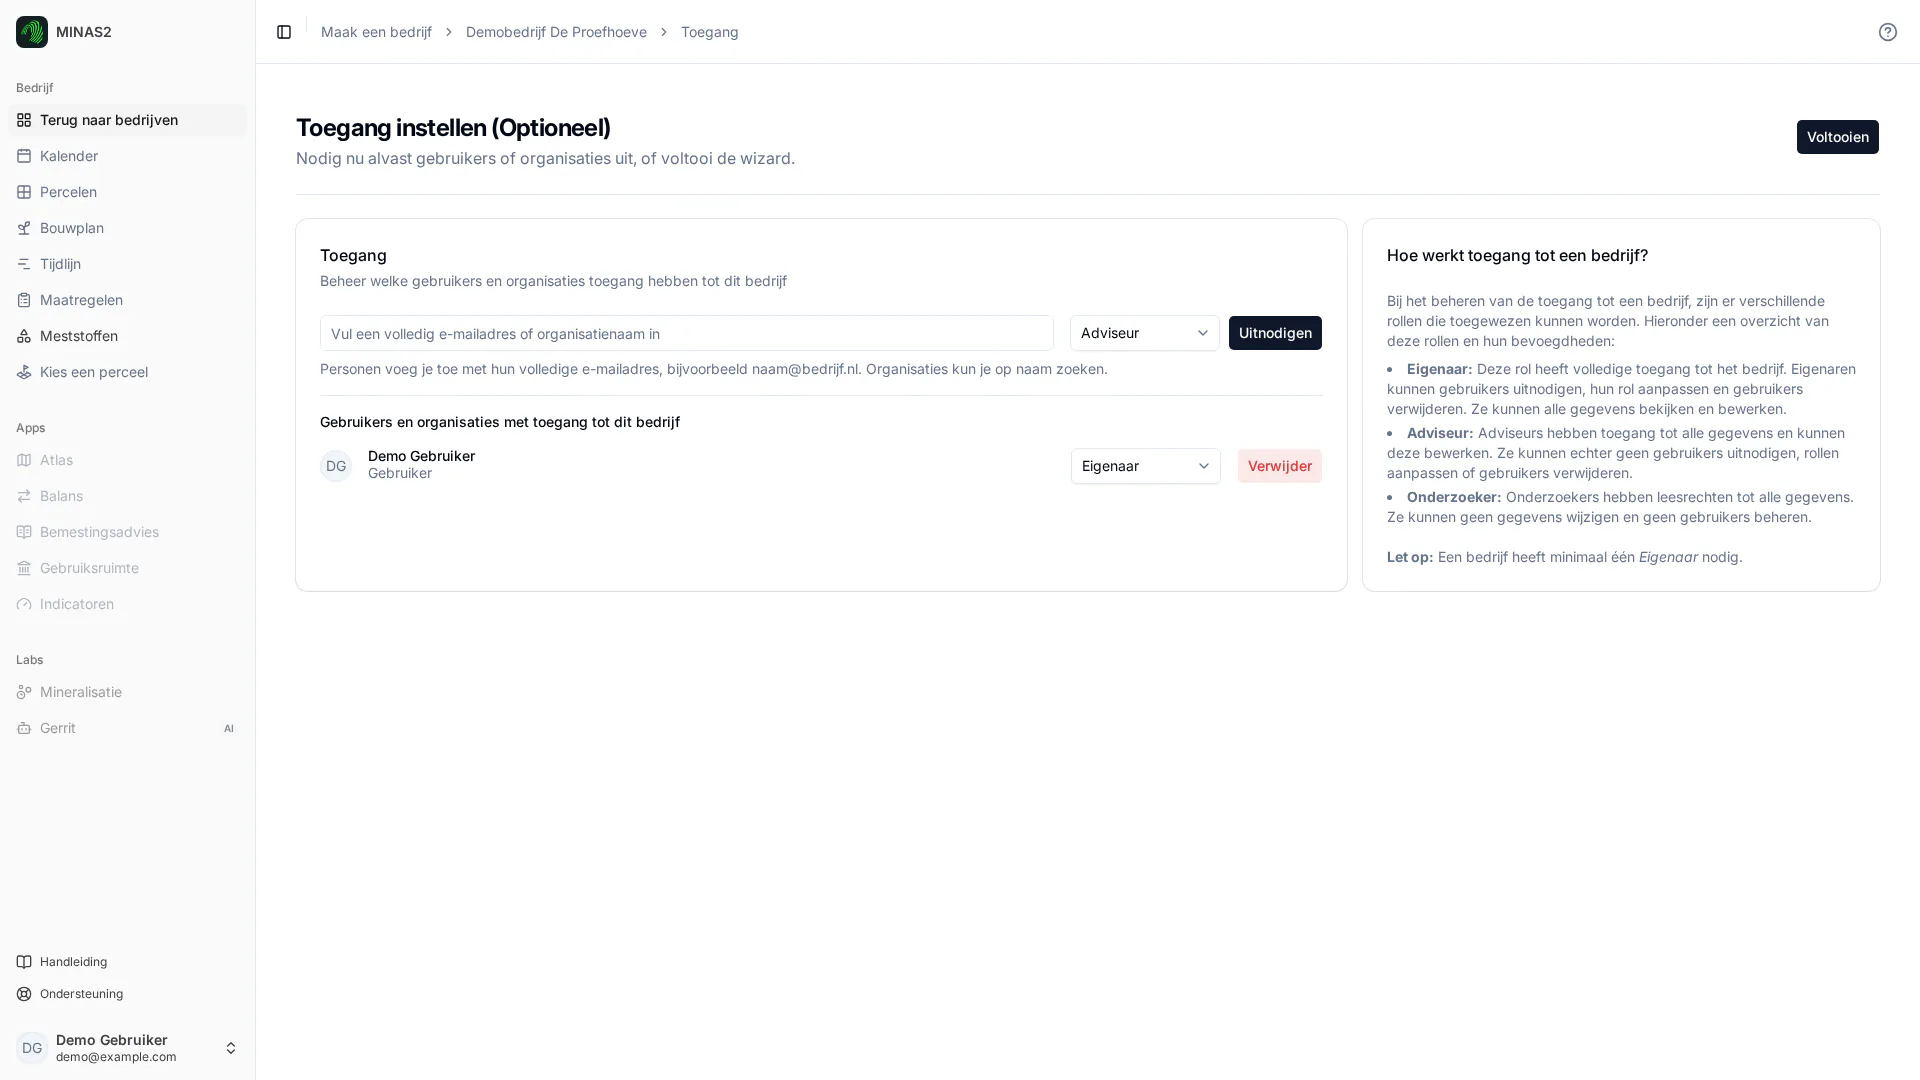 MINAS2
Bedrijf
Terug naar bedrijven
Kalender
Percelen
Bouwplan
Tijdlijn
Maatregelen
Meststoffen
Kies een perceel
Apps
Atlas
Balans
Bemestingsadvies
Gebruiksruimte
Indicatoren
Labs
Mineralisatie
Gerrit AI
Handleiding
Ondersteuning
DG
Demo Gebruiker
demo@example.com
Maak een bedrijf > Demobedrijf De Proefhoeve > Toegang
Toegang instellen (Optioneel)
Nodig nu alvast gebruikers of organisaties uit, of voltooi de wizard.
Voltooien
Toegang
Beheer welke gebruikers en organisaties toegang hebben tot dit bedrijf
Vul een volledig e-mailadres of organisatienaam in
Adviseur
Uitnodigen
Personen voeg je toe met hun volledige e-mailadres, bijvoorbeeld naam@bedrijf.nl. Organisaties kun je op naam zoeken.
Gebruikers en organisaties met toegang tot dit bedrijf
DG
Demo Gebruiker
Gebruiker
Eigenaar
Verwijder
Hoe werkt toegang tot een bedrijf?
Bij het beheren van de toegang tot een bedrijf, zijn er verschillende
rollen die toegewezen kunnen worden. Hieronder een overzicht van
deze rollen en hun bevoegdheden:
• Eigenaar: Deze rol heeft volledige toegang tot het bedrijf. Eigenaren
kunnen gebruikers uitnodigen, hun rol aanpassen en gebruikers
verwijderen. Ze kunnen alle gegevens bekijken en bewerken.
• Adviseur: Adviseurs hebben toegang tot alle gegevens en kunnen
deze bewerken. Ze kunnen echter geen gebruikers uitnodigen, rollen
aanpassen of gebruikers verwijderen.
• Onderzoeker: Onderzoekers hebben leesrechten tot alle gegevens.
Ze kunnen geen gegevens wijzigen en geen gebruikers beheren.
Let op: Een bedrijf heeft minimaal één Eigenaar nodig.